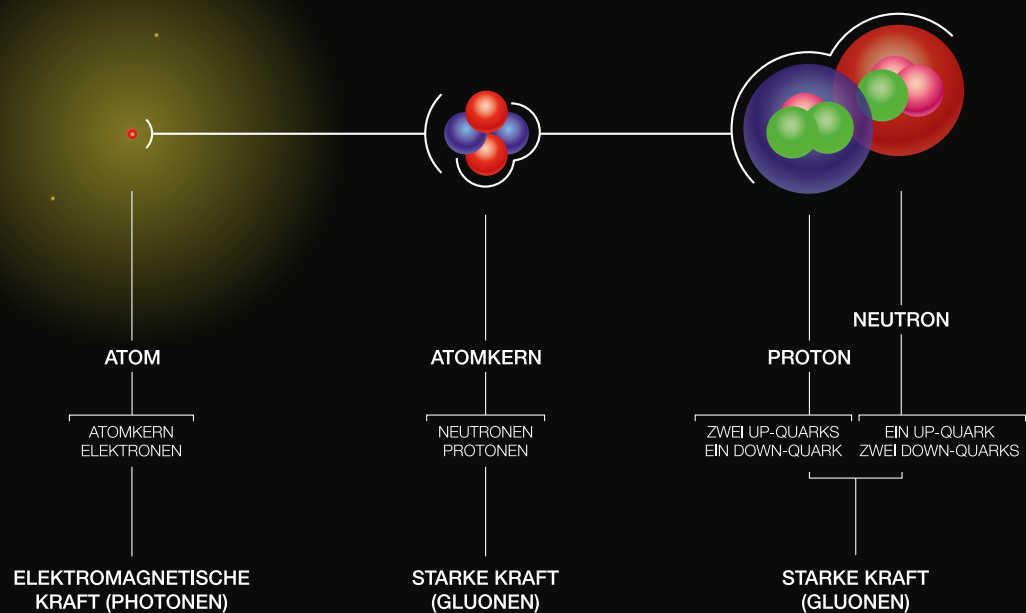 ATOM
ATOMKERN
ELEKTRONEN
ELEKTROMAGNETISCHE
KRAFT (PHOTONEN)
ATOMKERN
NEUTRONEN
PROTONEN
STARKE KRAFT
(GLUONEN)
PROTON
ZWEI UP-QUARKS
EIN DOWN-QUARK
NEUTRON
EIN UP-QUARK
ZWEI DOWN-QUARKS
STARKE KRAFT
(GLUONEN)